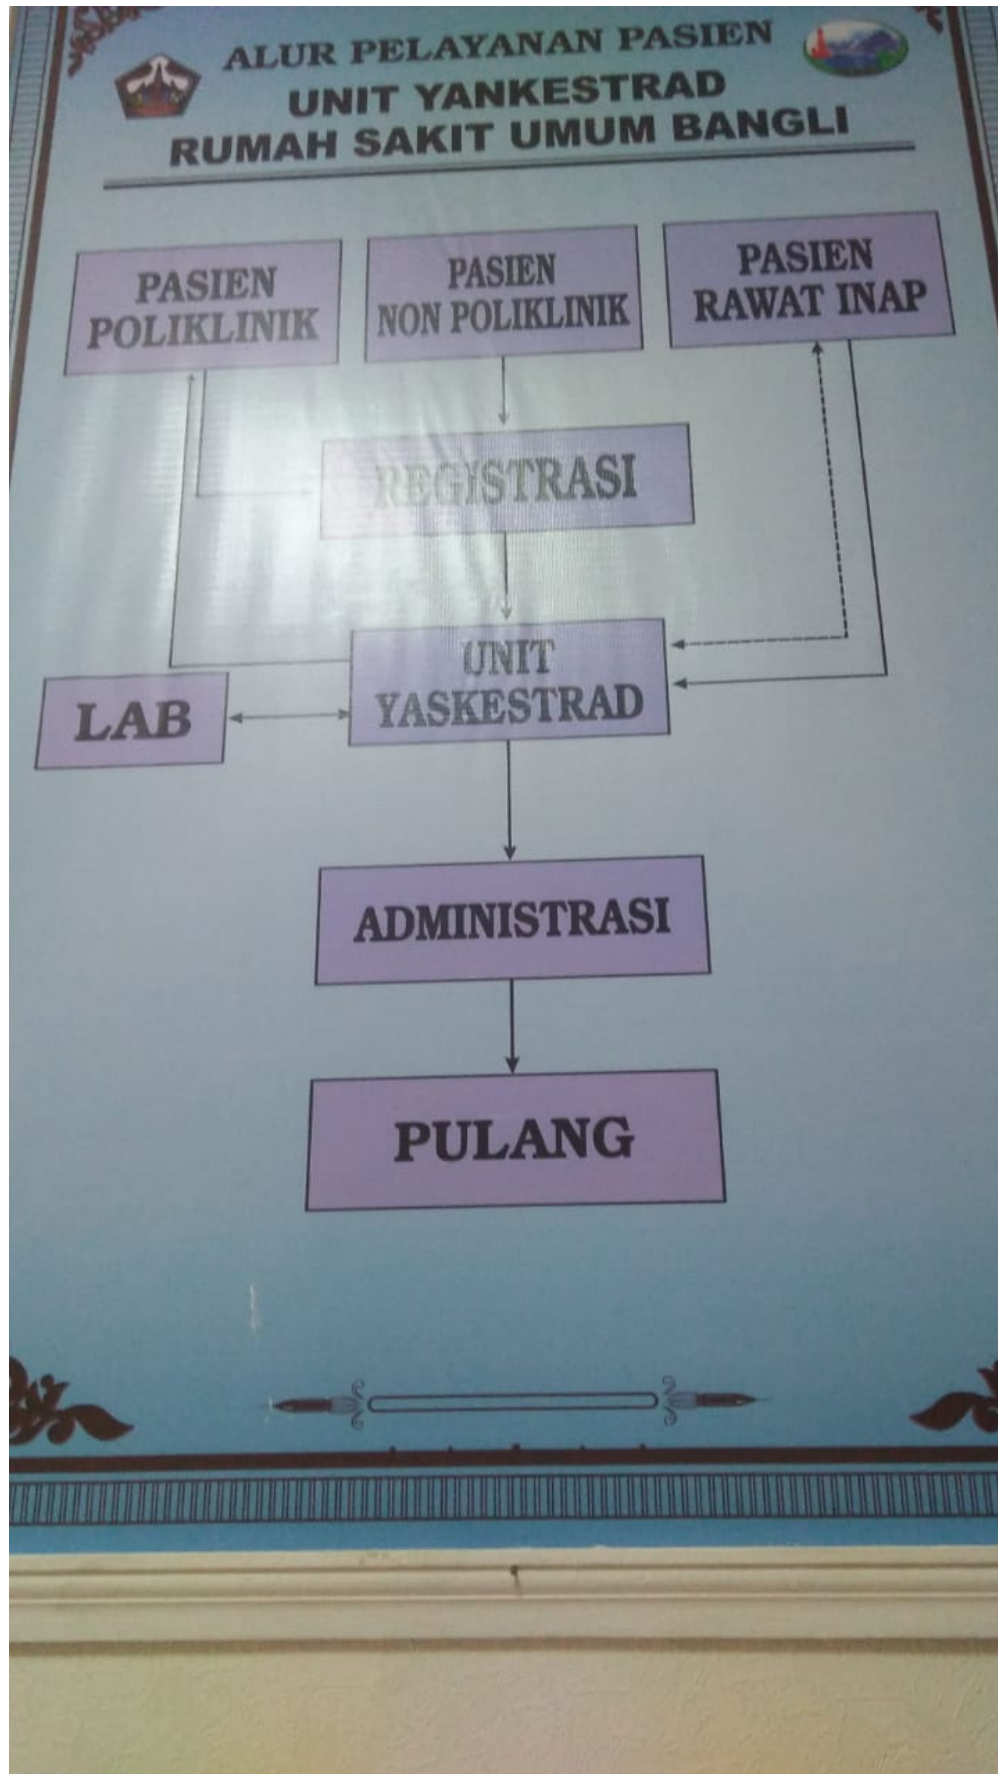 ALUR PELAYANAN PASIEN
UNIT YANKESTRAD
RUMAH SAKIT UMUM BANGLI
PASIEN
POLIKLINIK
PASIEN
NON POLIKLINIK
PASIEN
RAWAT INAP
REGISTRASI
UNIT
YASKESTRAD
LAB
ADMINISTRASI
PULANG